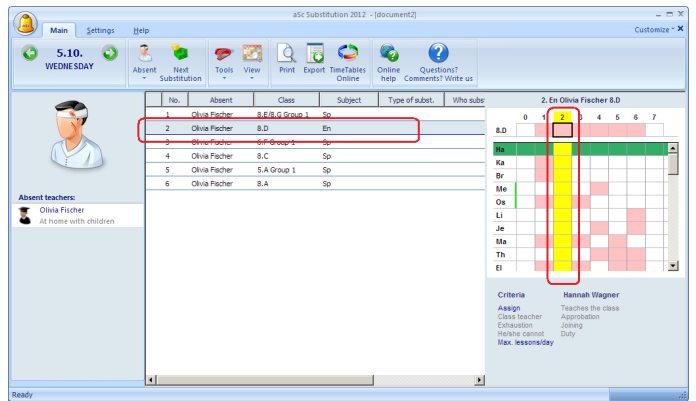 aSc Substitution 2012 - [document2]
Main Settings Help Customize
5.10.
WEDNESDAY
Absent Next Substitution Tools View Print Export TimeTables Online Online help Questions? Comments? Write us
No. Absent Class Subject Type of subst. Who subs
1 Olivia Fischer 8.E/8.G Group 1 Sp
2 Olivia Fischer 8.D En
3 Olivia Fischer 6.F Group 1 Sp
4 Olivia Fischer 8.C Sp
5 Olivia Fischer 5.A Group 1 Sp
6 Olivia Fischer 8.A Sp
Absent teachers:
Olivia Fischer
At home with children
2. En Olivia Fischer 8.D
0 1 2 3 4 5 6 7
8.D
Ha
Ka
Br
Me
Os
Li
Je
Ma
Th
El
Criteria Hannah Wagner
Assign Teaches the class
Class teacher Approbation
Exhaustion Joining
He/she cannot Duty
Max. lessons/day
Ready